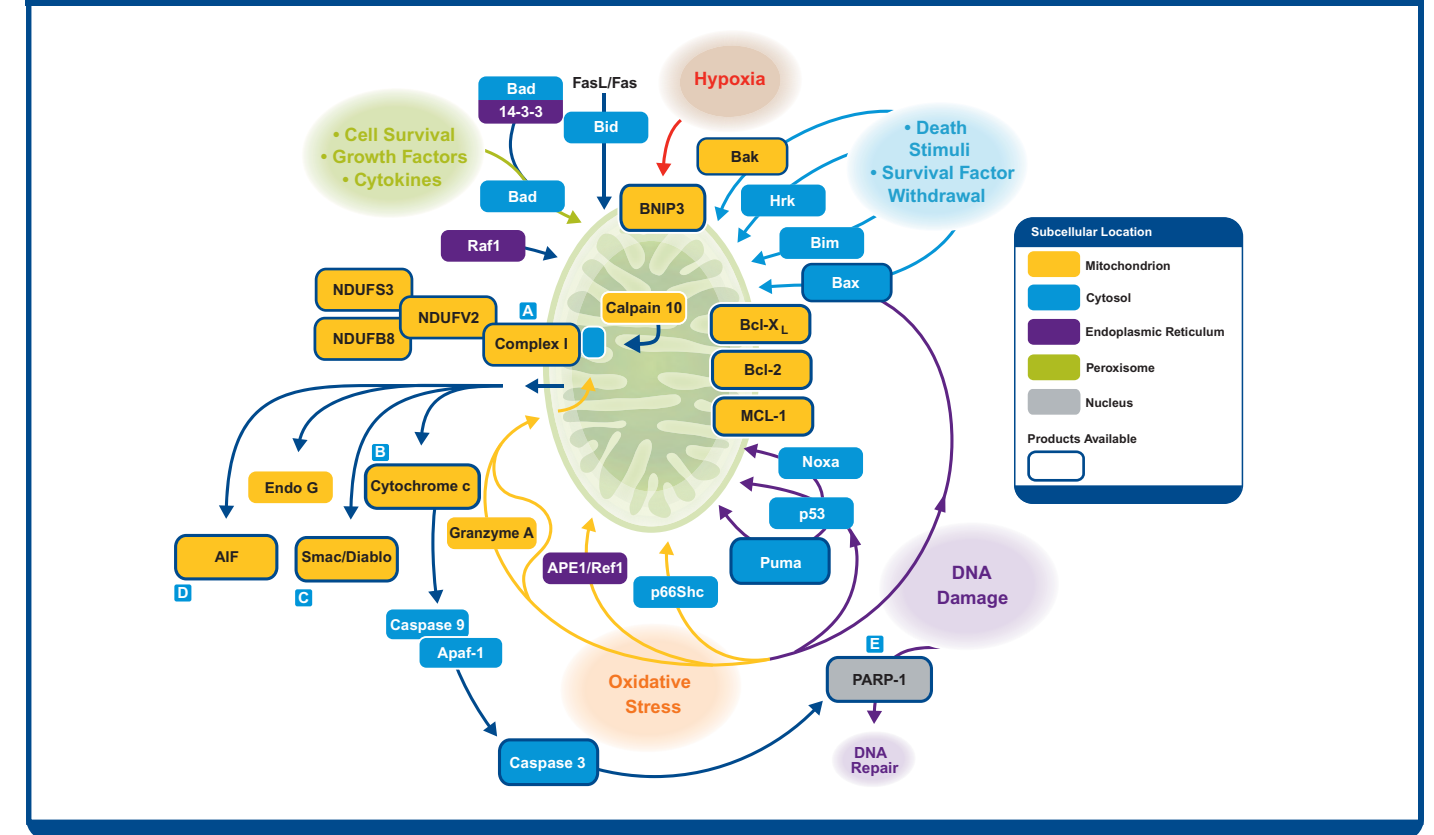 Bad
14-3-3
FasL/Fas
Bid
Hypoxia
• Cell Survival
• Growth Factors
• Cytokines
Bad
Bak
• Death
Stimuli
• Survival Factor
Withdrawal
BNIP3
Hrk
Raf1
Bim
Bax
Subcellular Location
Mitochondrion
Cytosol
Endoplasmic Reticulum
Peroxisome
Nucleus
Products Available
NDUFS3
NDUFV2
NDUFB8
A
Complex I
Calpain 10
Bcl-XL
Bcl-2
MCL-1
B
Endo G
Cytochrome c
Noxa
p53
Granzyme A
AIF
D
Smac/Diablo
C
APE1/Ref1
p66Shc
Puma
DNA
Damage
Caspase 9
Apaf-1
E
PARP-1
Oxidative
Stress
Caspase 3
DNA
Repair